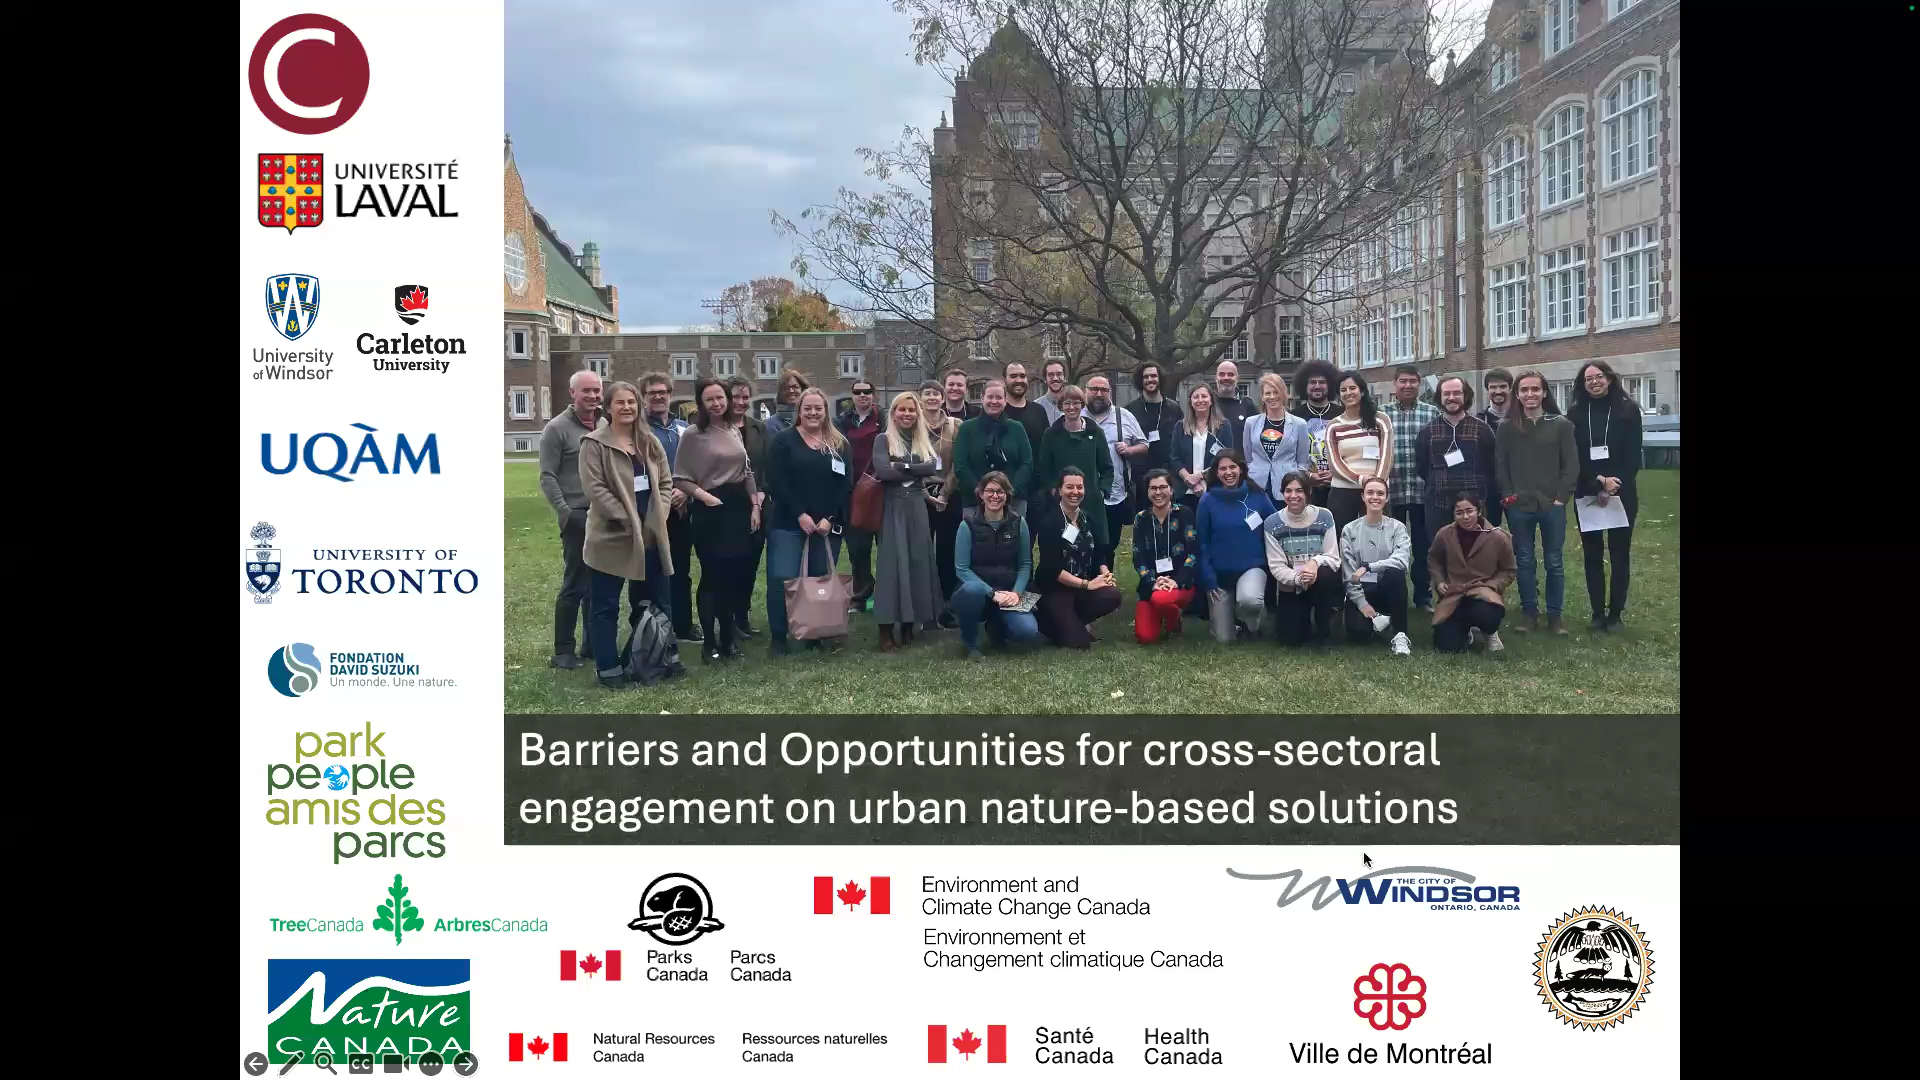 C
UNIVERSITÉ
LAVAL
University
of Windsor
Carleton
University
UQÀM
UNIVERSITY OF
TORONTO
FONDATION
DAVID SUZUKI
Un monde. Une nature.
park
people
amis des
parcs
TreeCanada
ArbresCanada
Nature
CANADA
Barriers and Opportunities for cross-sectoral
engagement on urban nature-based solutions
Parks
Canada
Parcs
Canada
Environment and
Climate Change Canada
Environnement et
Changement climatique Canada
THE CITY OF
WINDSOR
ONTARIO, CANADA
Natural Resources
Canada
Ressources naturelles
Canada
Santé
Canada
Health
Canada
Ville de Montréal
CC